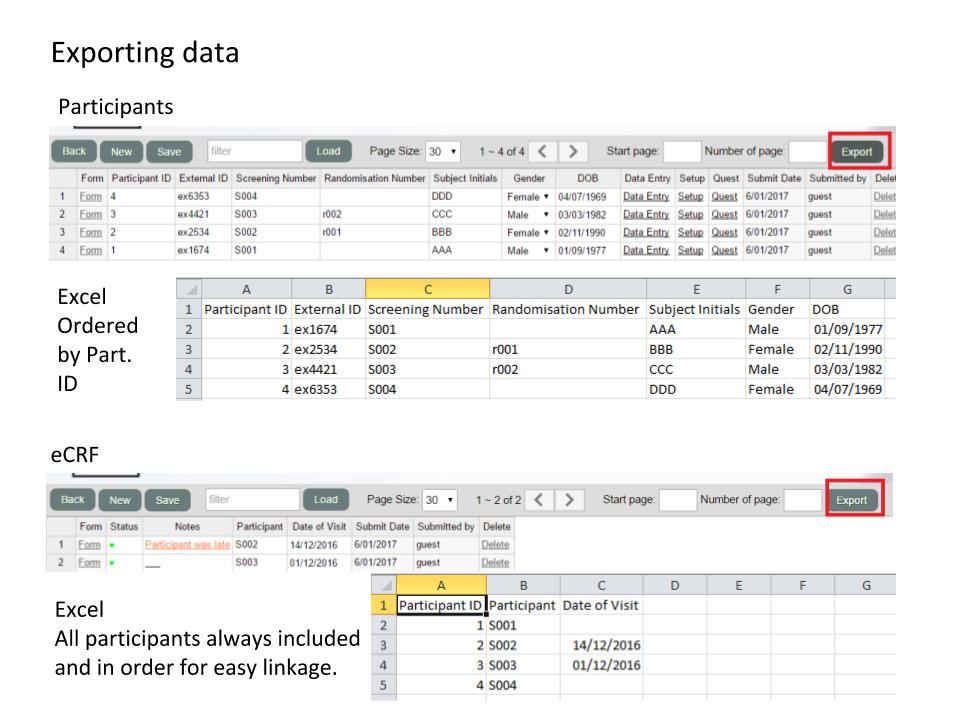 Exporting data
Participants
Back New Save filter Load Page Size: 30 1 ~ 4 of 4 Start page: Number of page: Export
Form Participant ID External ID Screening Number Randomisation Number Subject Initials Gender DOB Data Entry Setup Quest Submit Date Submitted by Delet
1 Form 4 ex6353 S004 DDD Female 04/07/1969 Data Entry Setup Quest 6/01/2017 guest Delet
2 Form 3 ex4421 S003 r002 CCC Male 03/03/1982 Data Entry Setup Quest 6/01/2017 guest Delet
3 Form 2 ex2534 S002 r001 BBB Female 02/11/1990 Data Entry Setup Quest 6/01/2017 guest Delet
4 Form 1 ex1674 S001 AAA Male 01/09/1977 Data Entry Setup Quest 6/01/2017 guest Delet
Excel
Ordered
by Part.
ID
A B C D E F G
1 Participant ID External ID Screening Number Randomisation Number Subject Initials Gender DOB
2 1 ex1674 S001 AAA Male 01/09/1977
3 2 ex2534 S002 r001 BBB Female 02/11/1990
4 3 ex4421 S003 r002 CCC Male 03/03/1982
5 4 ex6353 S004 DDD Female 04/07/1969
eCRF
Back New Save filter Load Page Size: 30 1 ~ 2 of 2 Start page: Number of page: Export
Form Status Notes Participant Date of Visit Submit Date Submitted by Delete
1 Form Participant was late S002 14/12/2016 6/01/2017 guest Delete
2 Form S003 01/12/2016 6/01/2017 guest Delete
Excel
All participants always included
and in order for easy linkage.
A B C D E F G
1 Participant ID Participant Date of Visit
2 1 S001
3 2 S002 14/12/2016
4 3 S003 01/12/2016
5 4 S004